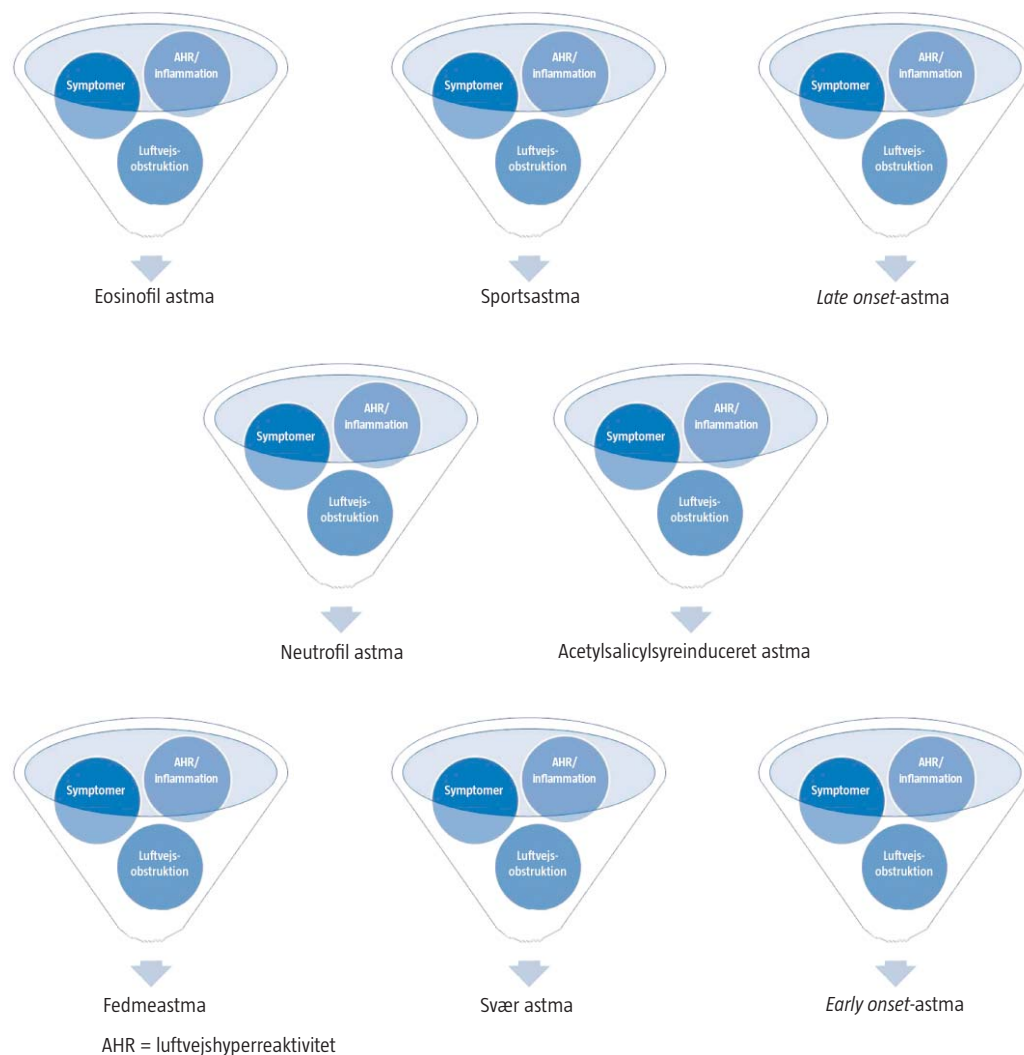 AHR/
inflammation
Symptomer
Luftvejs-
obstruktion
Eosinofil astma
AHR/
inflammation
Symptomer
Luftvejs-
obstruktion
Sportsastma
AHR/
inflammation
Symptomer
Luftvejs-
obstruktion
Late onset-astma
AHR/
inflammation
Symptomer
Luftvejs-
obstruktion
Neutrofil astma
AHR/
inflammation
Symptomer
Luftvejs-
obstruktion
Acetylsalicylsyreinduceret astma
AHR/
inflammation
Symptomer
Luftvejs-
obstruktion
Fedmeastma
AHR/
inflammation
Symptomer
Luftvejs-
obstruktion
Svær astma
AHR/
inflammation
Symptomer
Luftvejs-
obstruktion
Early onset-astma
AHR = luftvejshyperreaktivitet